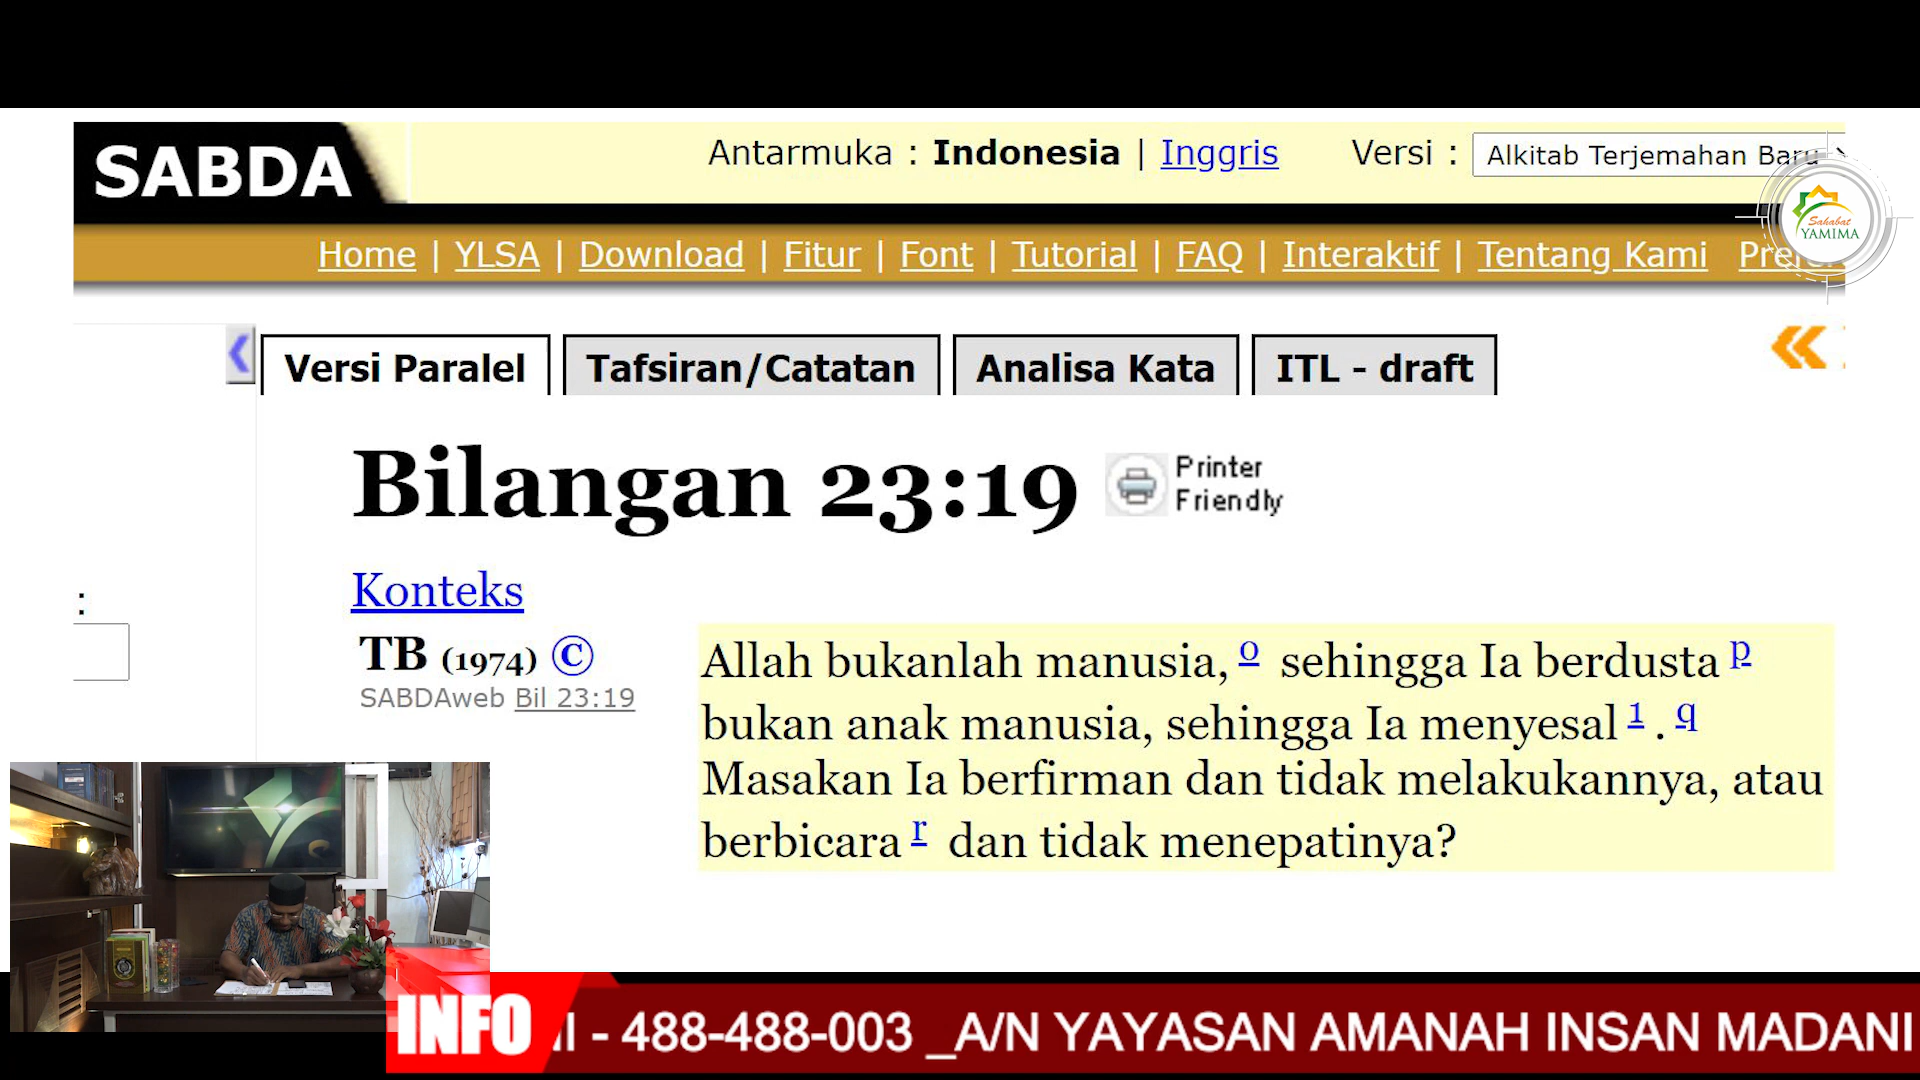 SABDA
Antarmuka : Indonesia | Inggris Versi : Alkitab Terjemahan Baru
Sahabat
YAMIMA
Home | YLSA | Download | Fitur | Font | Tutorial | FAQ | Interaktif | Tentang Kami
Versi Paralel Tafsiran/Catatan Analisa Kata ITL - draft
Bilangan 23:19
Printer
Friendly
Konteks
:
TB (1974) ©
SABDAweb Bil 23:19
Allah bukanlah manusia, o sehingga Ia berdusta p
bukan anak manusia, sehingga Ia menyesal 1 . q
Masakan Ia berfirman dan tidak melakukannya, atau
berbicara r dan tidak menepatinya?
INFO
- 488-488-003 _A/N YAYASAN AMANAH INSAN MADANI